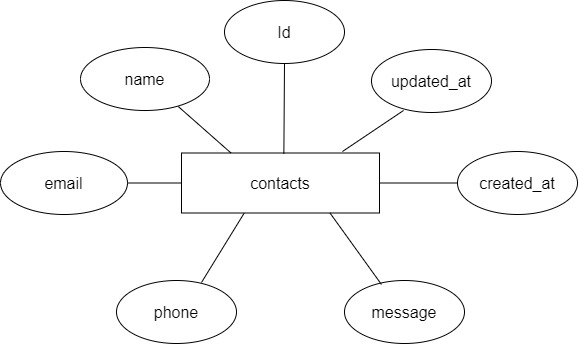 Id
name
updated_at
email
contacts
created_at
phone
message